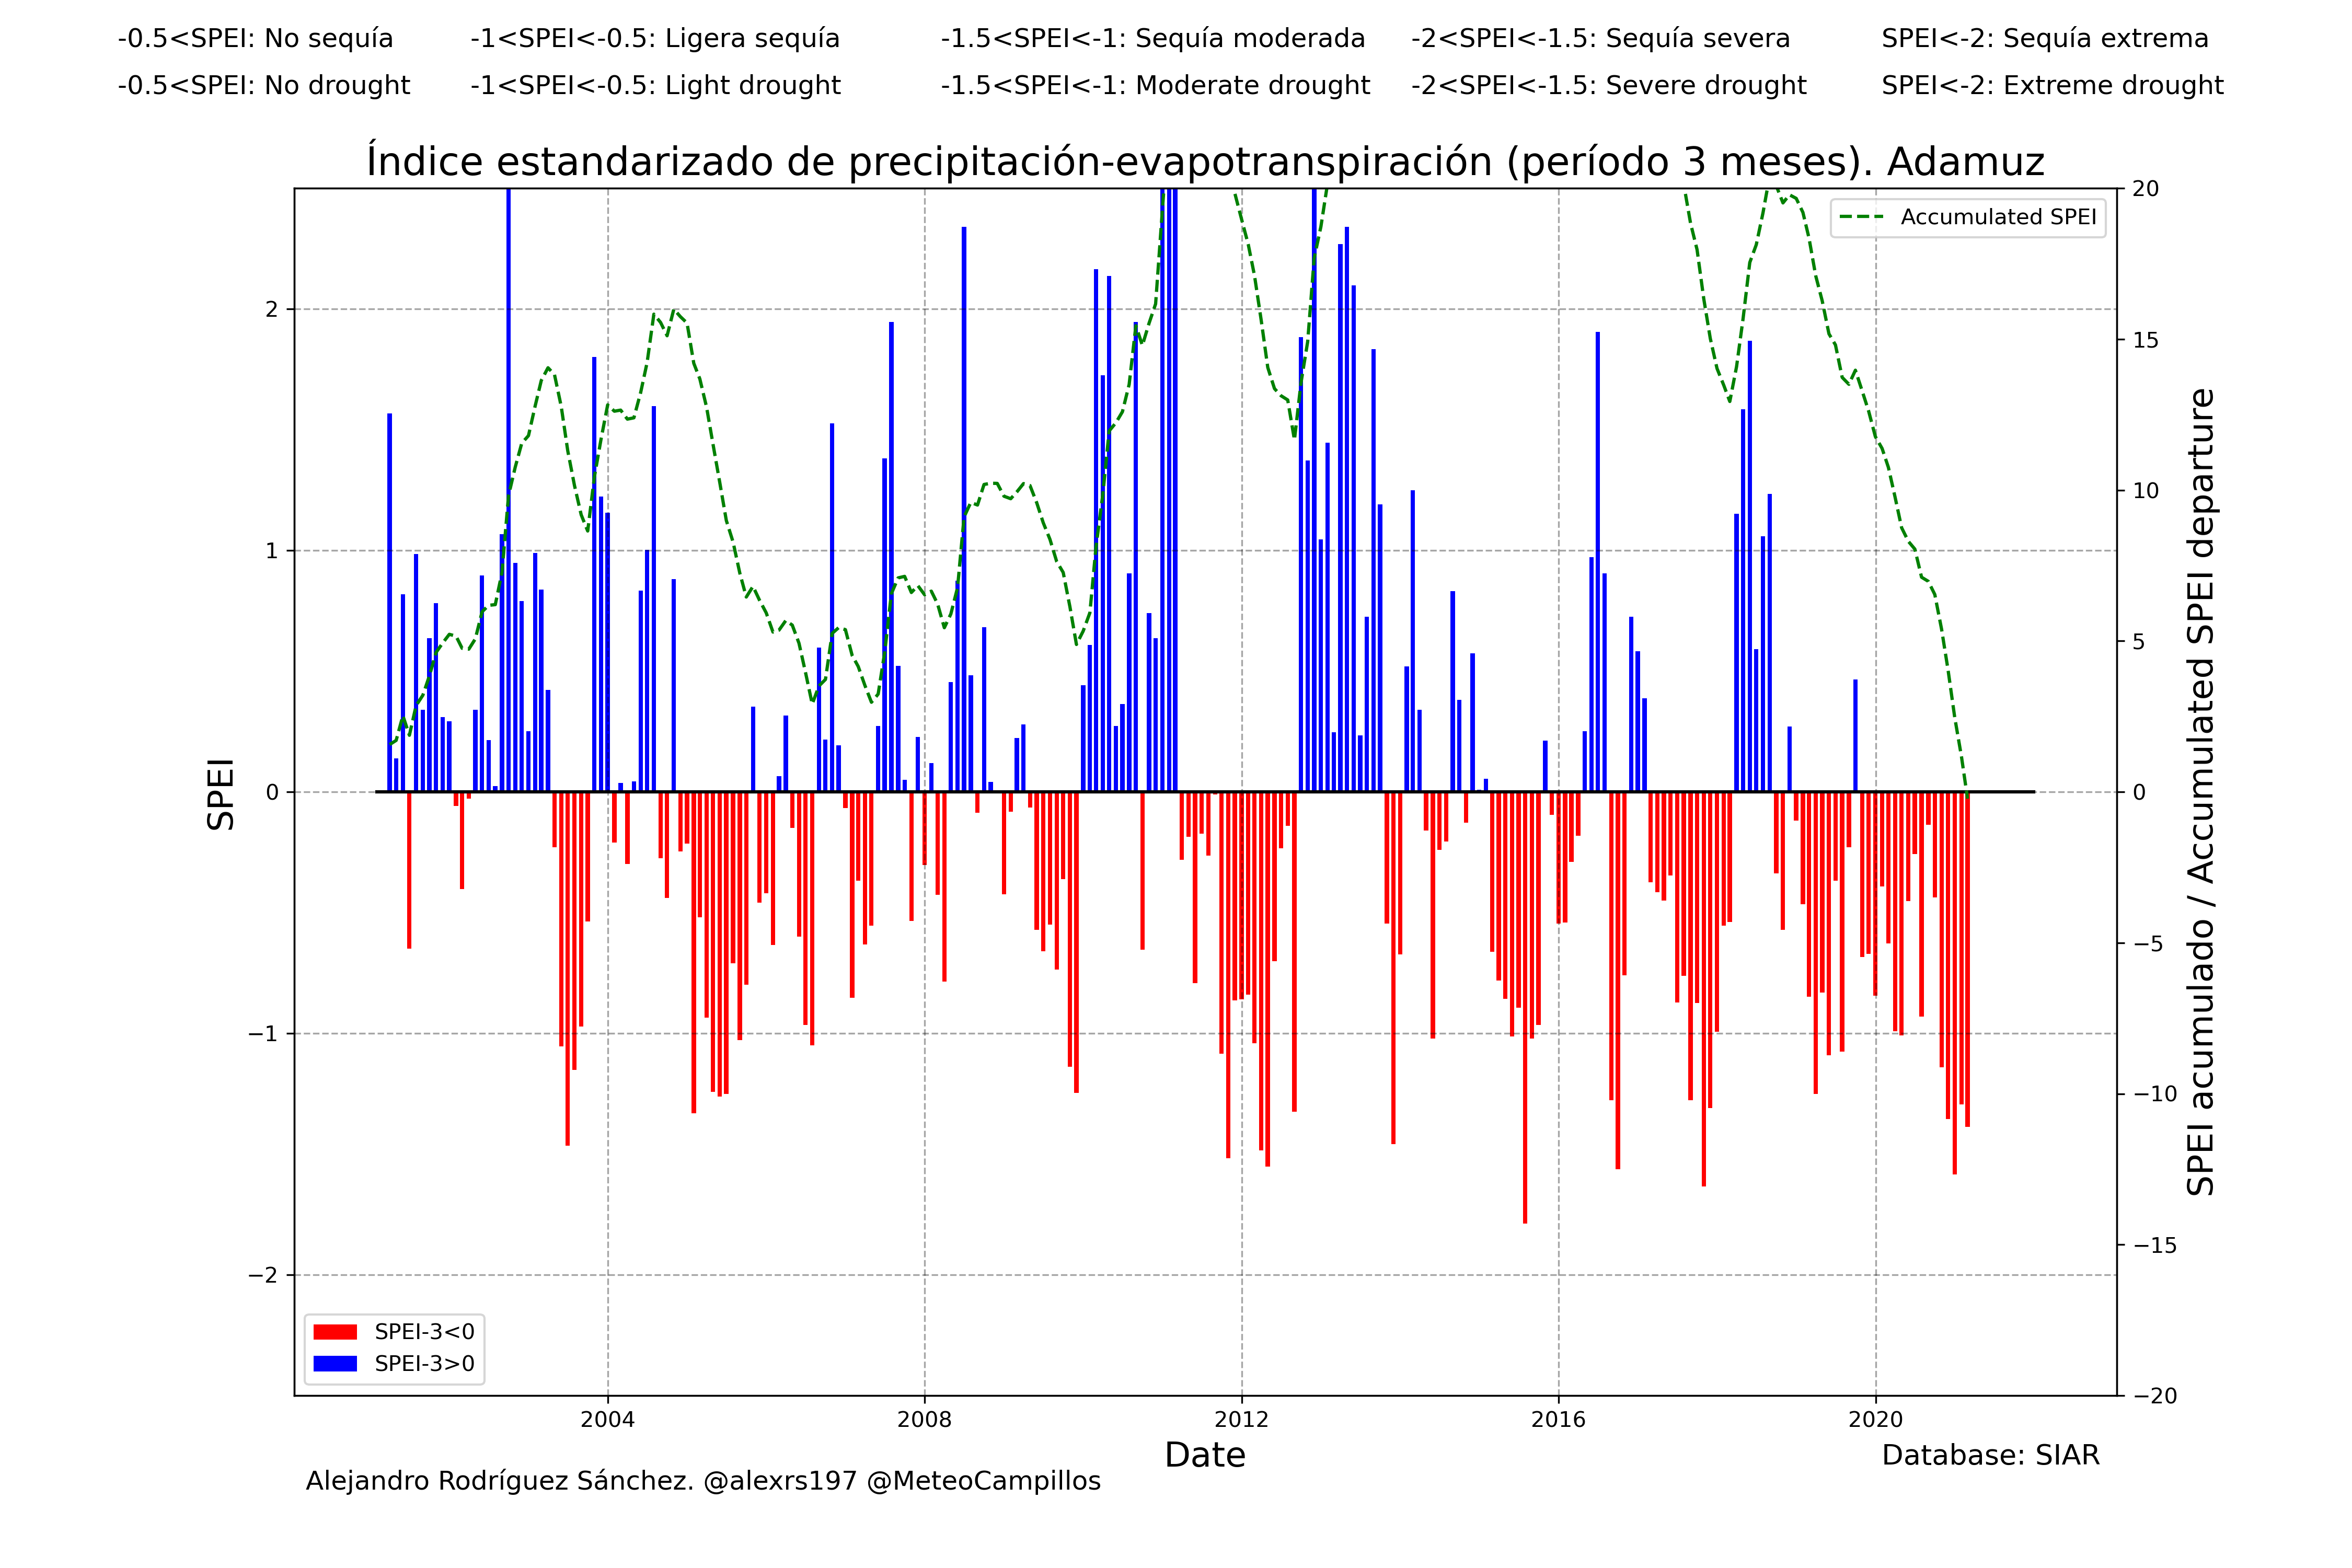 -0.5<SPEI: No sequía -1<SPEI<-0.5: Ligera sequía -1.5<SPEI<-1: Sequía moderada -2<SPEI<-1.5: Sequía severa SPEI<-2: Sequía extrema
-0.5<SPEI: No drought -1<SPEI<-0.5: Light drought -1.5<SPEI<-1: Moderate drought -2<SPEI<-1.5: Severe drought SPEI<-2: Extreme drought
Índice estandarizado de precipitación-evapotranspiración (período 3 meses). Adamuz
Accumulated SPEI
SPEI
2
1
0
−1
−2
20
15
10
5
0
−5
−10
−15
−20
SPEI acumulado / Accumulated SPEI departure
SPEI-3<0
SPEI-3>0
2004 2008 2012 2016 2020
Date
Database: SIAR
Alejandro Rodríguez Sánchez. @alexrs197 @MeteoCampillos